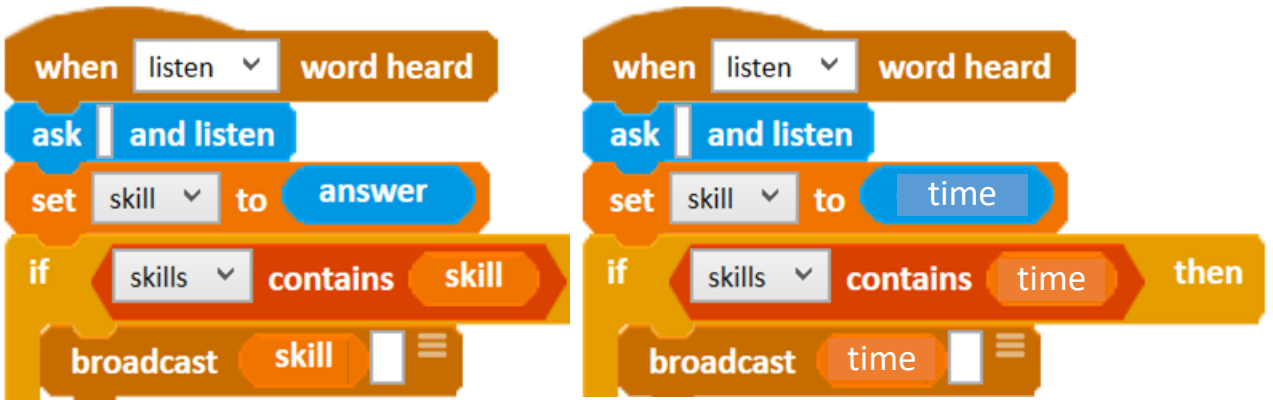 when listen word heard
ask and listen
set skill to answer
if skills contains skill
broadcast skill
when listen word heard
ask and listen
set skill to time
if skills contains time then
broadcast time